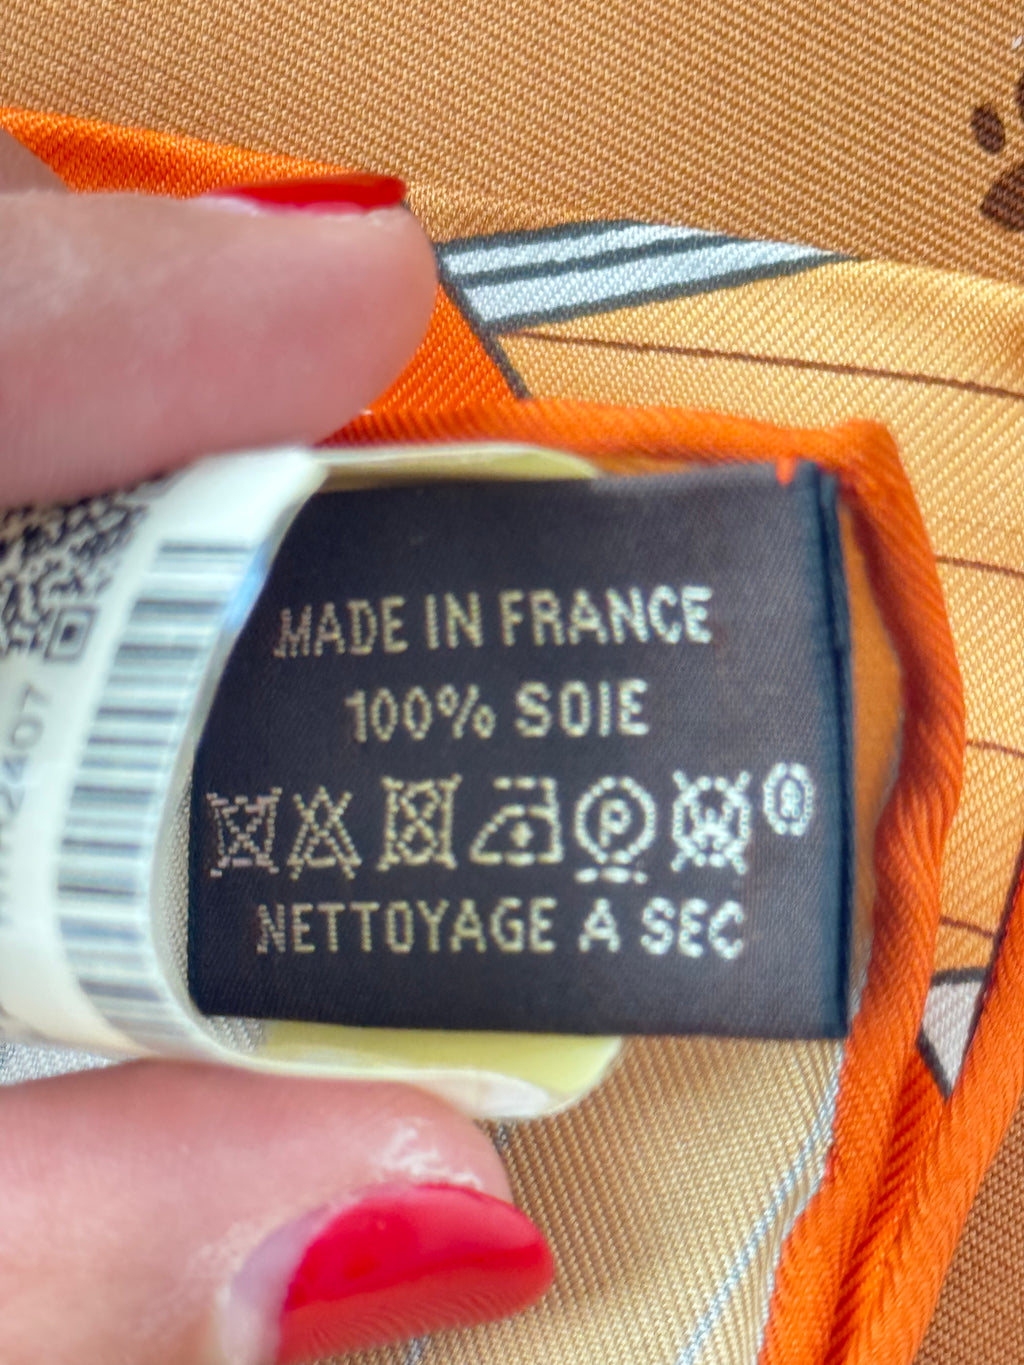 MADE IN FRANCE
100% SOIE
P W R
NETTOYAGE A SEC